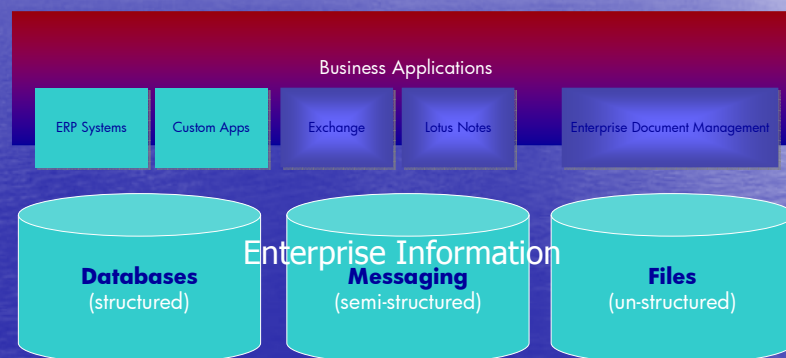 Business Applications
ERP Systems
Custom Apps
Exchange
Lotus Notes
Enterprise Document Management
Enterprise Information
Databases
(structured)
Messaging
(semi-structured)
Files
(un-structured)